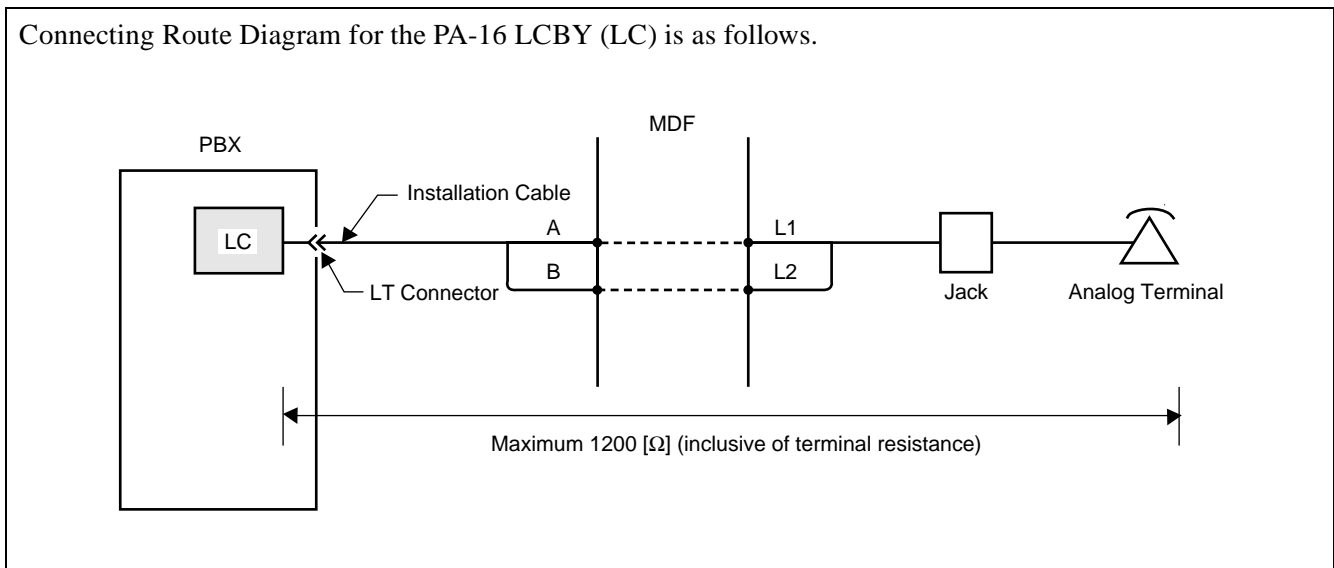 Connecting Route Diagram for the PA-16 LCBY (LC) is as follows.
MDF
PBX
Installation Cable
LC
A
L1
B
L2
LT Connector
Jack
Analog Terminal
Maximum 1200 [Ω] (inclusive of terminal resistance)